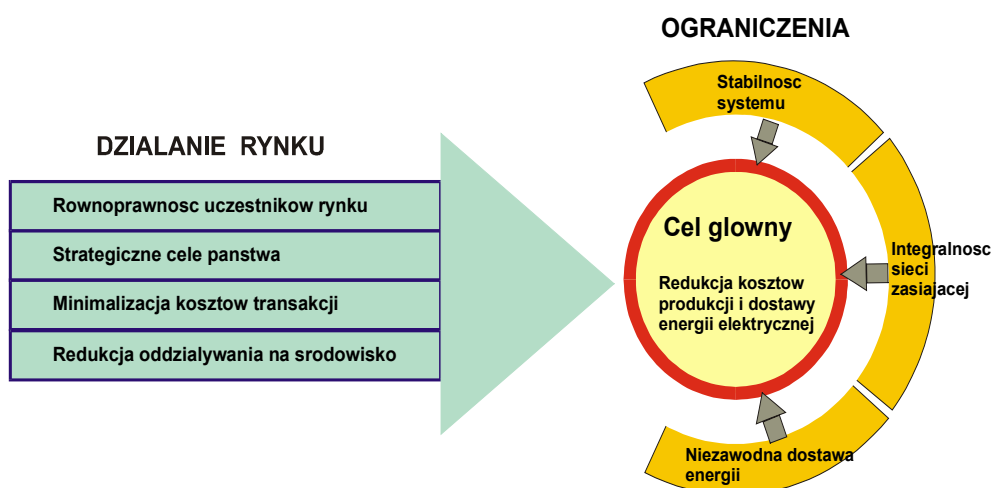 OGRANICZENIA
Stabilnosc
systemu
DZIALANIE RYNKU
Rownoprawnosc uczestnikow rynku
Strategiczne cele panstwa
Minimalizacja kosztow transakcji
Redukcja oddzialywania na srodowisko
Cel glowny
Redukcja kosztow
produkcji i dostawy
energii elektrycznej
Integralnosc
sieci
zasiajacej
Niezawodna dostawa
energii